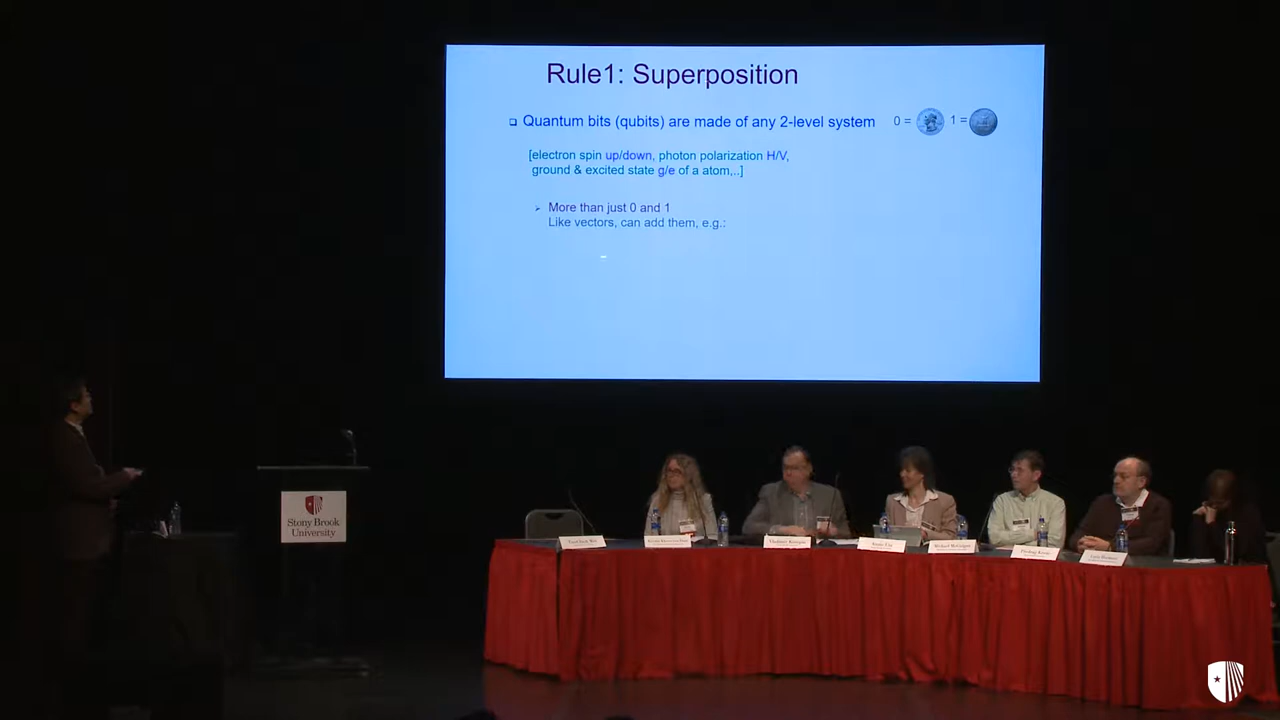 Rule1: Superposition
Quantum bits (qubits) are made of any 2-level system
0 =
1 =
[electron spin up/down, photon polarization H/V,
ground & excited state g/e of a atom,..]
More than just 0 and 1
Like vectors, can add them, e.g.:
Stony Brook
University